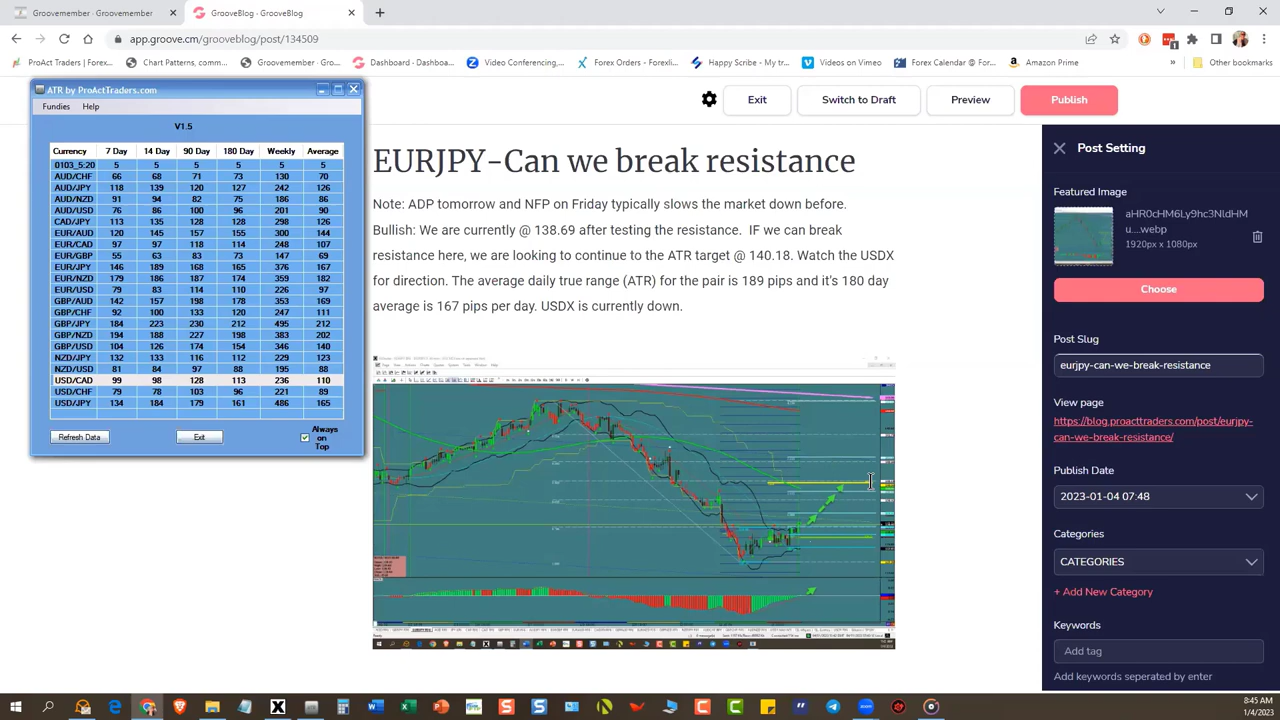 Groovemember - Groovemember
GrooveBlog - GrooveBlog
app.groove.cm/grooveblog/post/134509
ProAct Traders | Forex...
Chart Patterns, comm...
Groovemember · Gro...
Dashboard - Dashboa...
Video Conferencing,...
Forex Orders - Forexli...
Happy Scribe - My tr...
Videos on Vimeo
Forex Calendar @ For...
Amazon Prime
»
Other bookmarks
ATR by ProActTraders.com
Fundies Help
V1.5
Currency 7 Day 14 Day 90 Day 180 Day Weekly Average
0103_5:20 5 5 5 5 5 5
AUD/CHF 66 68 71 73 130 70
AUD/JPY 118 139 120 127 242 126
AUD/NZD 91 94 82 75 186 86
AUD/USD 76 86 100 96 201 90
CAD/JPY 113 135 128 128 298 126
EUR/AUD 120 145 157 155 300 144
EUR/CAD 97 97 118 114 248 107
EUR/GBP 55 63 83 73 147 69
EUR/JPY 146 189 168 165 376 167
EUR/NZD 186 187 174 359 182
EUR/USD 79 83 114 110 226 97
GBP/AUD 142 157 198 178 353 169
GBP/CHF 92 100 133 120 247 111
GBP/JPY 184 223 230 212 495 212
GBP/NZD 194 188 227 198 383 202
GBP/USD 104 126 174 154 346 140
NZD/JPY 132 133 116 112 229 123
NZD/USD 81 84 97 88 195 88
USD/CAD 99 98 128 113 236 110
USD/CHF 79 78 103 96 221 89
USD/JPY 134 184 179 161 486 165
Refresh Data Exit
Always
on
Top
Exit Switch to Draft Preview Publish
EURJPY-Can we break resistance
Note: ADP tomorrow and NFP on Friday typically slows the market down before.
Bullish: We are currently @ 138.69 after testing the resistance. IF we can break
resistance here, we are looking to continue to the ATR target @ 140.18. Watch the USDX
for direction. The average daily true range (ATR) for the pair is 189 pips and it's 180 day
average is 167 pips per day. USDX is currently down.
Post Setting
Featured Image
aHR0cHM6Ly9hc3NldHM
u....webp
1920px x 1080px
Choose
Post Slug
eurjpy-can-we-break-resistance
View page
https://blog.proacttraders.com/post/eurjpy-
can-we-break-resistance/
Publish Date
2023-01-04 07:48
Categories
CATEGORIES
+ Add New Category
Keywords
Add tag
Add keywords seperated by enter
8:45 AM
1/4/2023